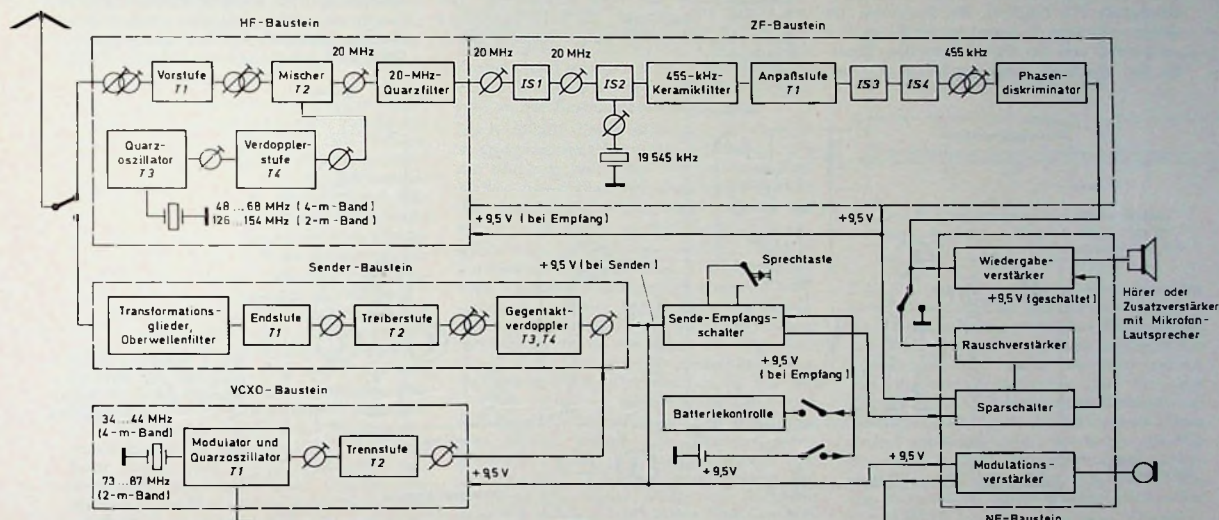 HF-Baustein
ZF-Baustein
20 MHz
20 MHz
20 MHz
455 kHz
Vorstufe
T1
Mischer
T2
20-MHz-
Quarzfilter
IS1
IS2
455-kHz-
Keramikfilter
Anpaßstufe
T1
IS3
IS4
Phasen-
diskriminator
Quarz-
oszillator
T3
Verdoppler-
stufe
T4
19 545 kHz
48...68 MHz (4-m-Band)
126...154 MHz (2-m-Band)
+9,5 V (bei Empfang)
+9,5 V
Sender-Baustein
+9,5 V (bei Senden)
Sprechtaste
Transformations-
glieder,
Oberwellenfilter
Endstufe
T1
Treiberstufe
T2
Gegentakt-
verdoppler
T3,T4
Sende-Empfangs-
schalter
+9,5 V
(bei Empfang)
Wiedergabe-
verstärker
+9,5 V (geschaltet)
Hörer oder
Zusatzverstärker
mit Mikrofon-
Lautsprecher
Rauschverstärker
Sparschalter
VCXO-Baustein
34...44 MHz
(4-m-Band)
73...87 MHz
(2-m-Band)
Modulator und
Quarzoszillator
T1
Trennstufe
T2
+9,5 V
Batteriekontrolle
+9,5V
+9,5 V
Modulations-
verstärker
NF-Baustein